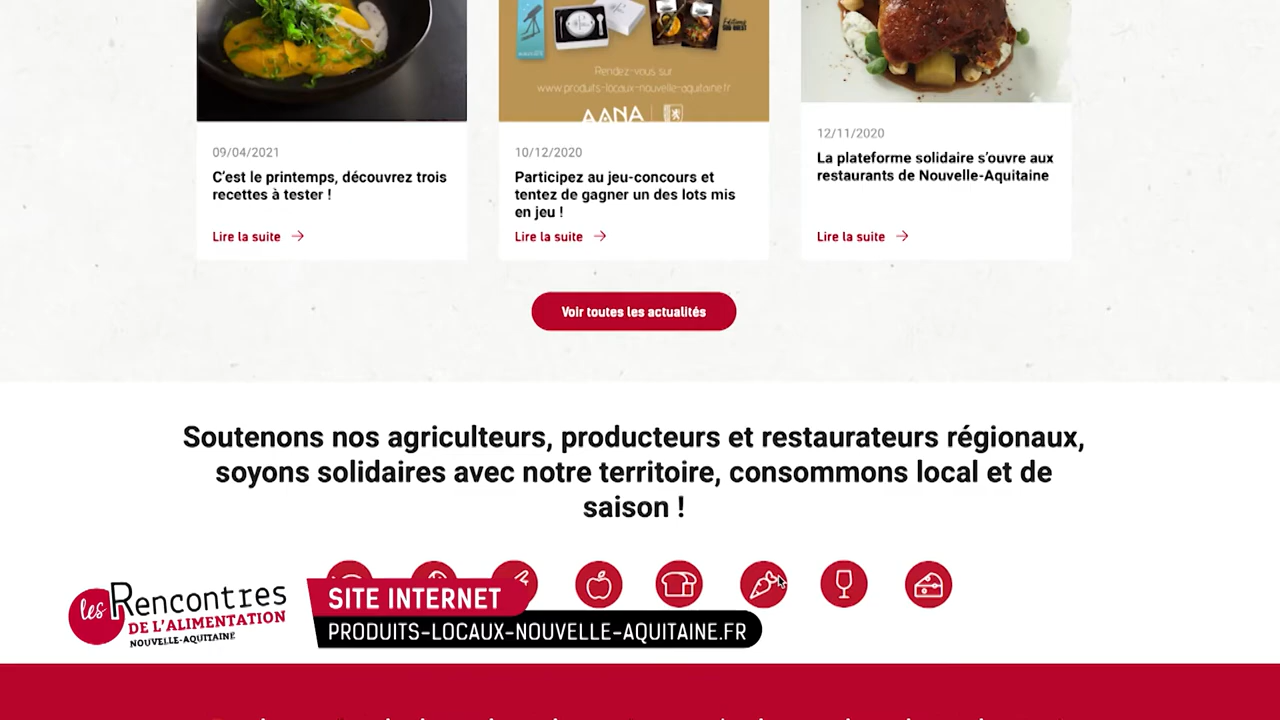 Éditions
SUD OUEST
Rendez-vous sur
www.produits-locaux-nouvelle-aquitaine.fr
AANA
09/04/2021
C'est le printemps, découvrez trois
recettes à tester !
Lire la suite
10/12/2020
Participez au jeu-concours et
tentez de gagner un des lots mis
en jeu !
Lire la suite
12/11/2020
La plateforme solidaire s'ouvre aux
restaurants de Nouvelle-Aquitaine
Lire la suite
Voir toutes les actualités
Soutenons nos agriculteurs, producteurs et restaurateurs régionaux,
soyons solidaires avec notre territoire, consommons local et de
saison !
les Rencontres
DE L'ALIMENTATION
NOUVELLE-AQUITAINE
SITE INTERNET
PRODUITS-LOCAUX-NOUVELLE-AQUITAINE.FR